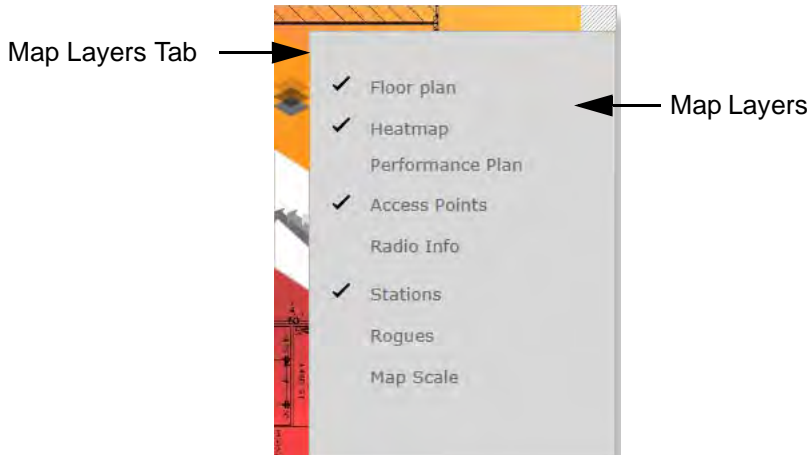 Map Layers Tab
Floor plan
Heatmap
Map Layers
Performance Plan
Access Points
Radio Info
Stations
Rogues
Map Scale